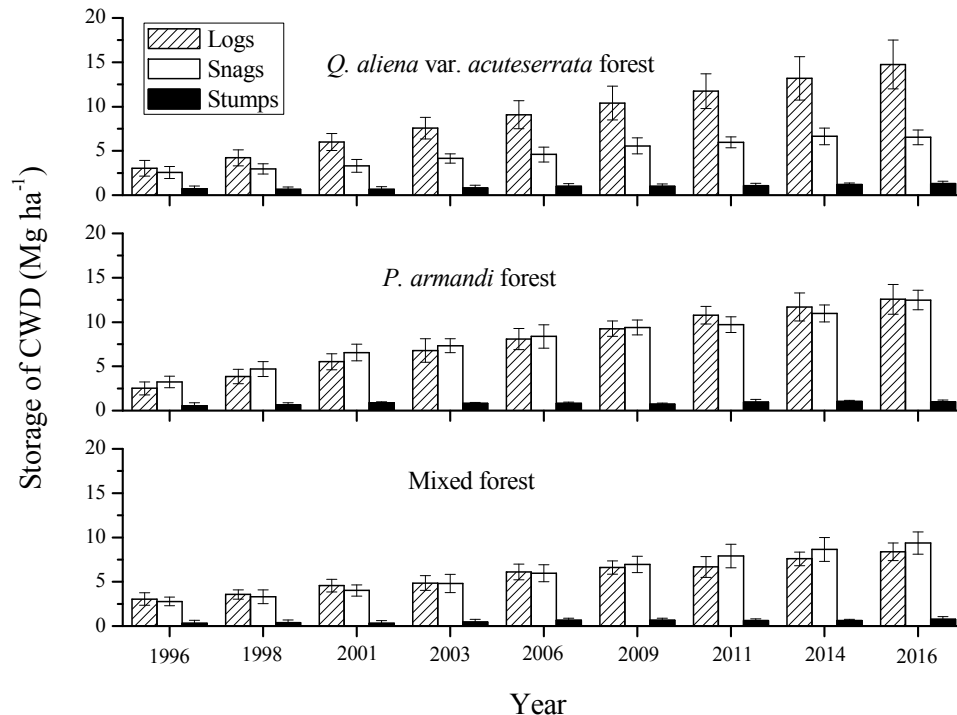 Storage of CWD (Mg ha⁻¹)
20
15
10
5
0
Logs
Snags
Stumps
Q. aliena var. acuteserrata forest
20
15
10
5
0
P. armandi forest
20
15
10
5
0
Mixed forest
1996 1998 2001 2003 2006 2009 2011 2014 2016
Year